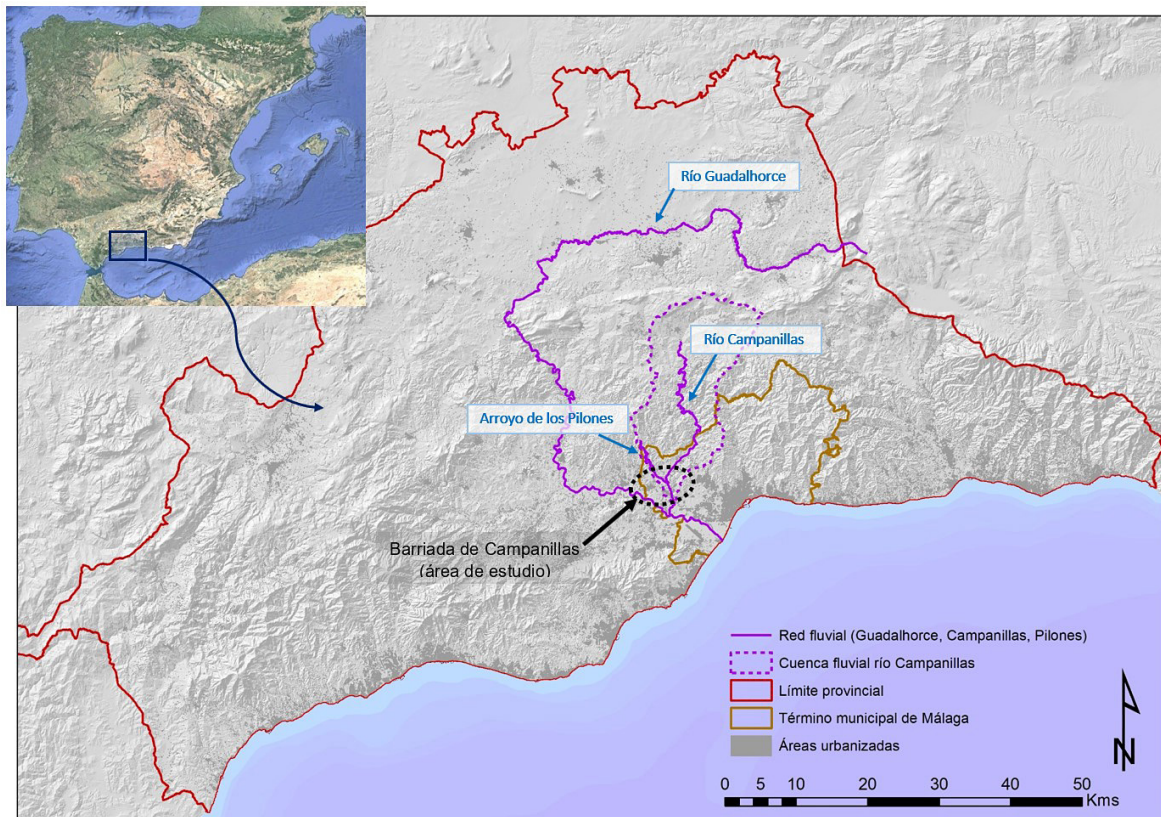 Río Guadalhorce
Río Campanillas
Arroyo de los Pilones
Barriada de Campanillas
(área de estudio)
Red fluvial (Guadalhorce, Campanillas, Pilones)
Cuenca fluvial río Campanillas
Límite provincial
Término municipal de Málaga
Áreas urbanizadas
N
0 5 10 20 30 40 50
Kms